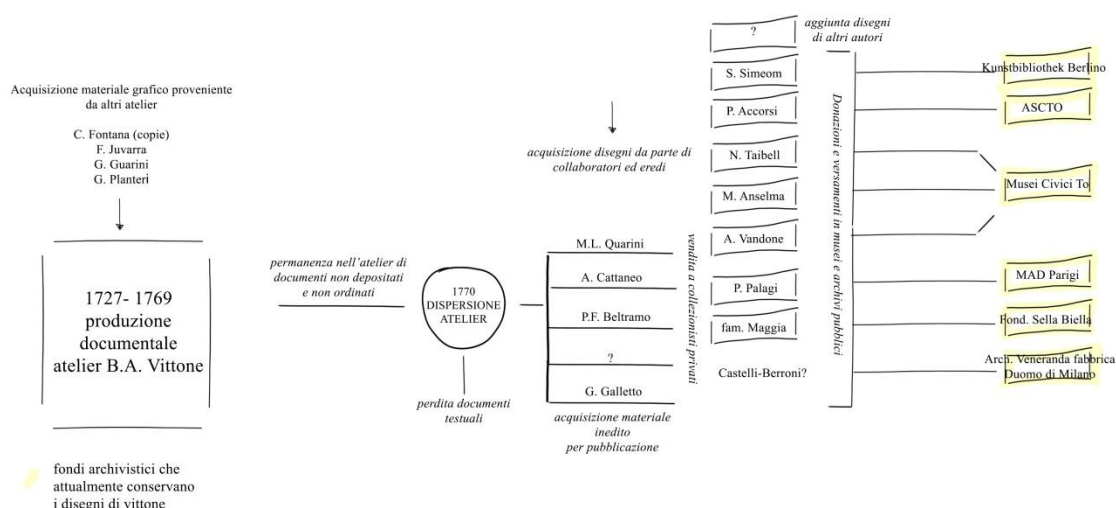 Acquisizione materiale grafico proveniente
da altri atelier
C. Fontana (copie)
F. Juvarra
G. Guarini
G. Planteri
1727- 1769
produzione
documentale
atelier B.A. Vittone
fondi archivistici che
attualmente conservano
i disegni di vittone
permanenza nell'atelier di
documenti non depositati
e non ordinati
1770
DISPERSIONE
ATELIER
perdita documenti
testuali
acquisizione disegni da parte di
collaboratori ed eredi
M.L. Quarini
A. Cattaneo
P.F. Beltramo
?
G. Galletto
acquisizione materiale
inedito
per pubblicazione
vendita a collezionisti privati
?
S. Simeom
P. Accorsi
N. Taibell
M. Anselma
A. Vandone
P. Palagi
fam. Maggia
Castelli-Berroni?
aggiunta disegni
di altri autori
Donazioni e versamenti in musei e archivi pubblici
Kunstbibliothek Berlino
ASCTO
Musei Civici To
MAD Parigi
Fond. Sella Biella
Arch. Veneranda fabbrica
Duomo di Milano